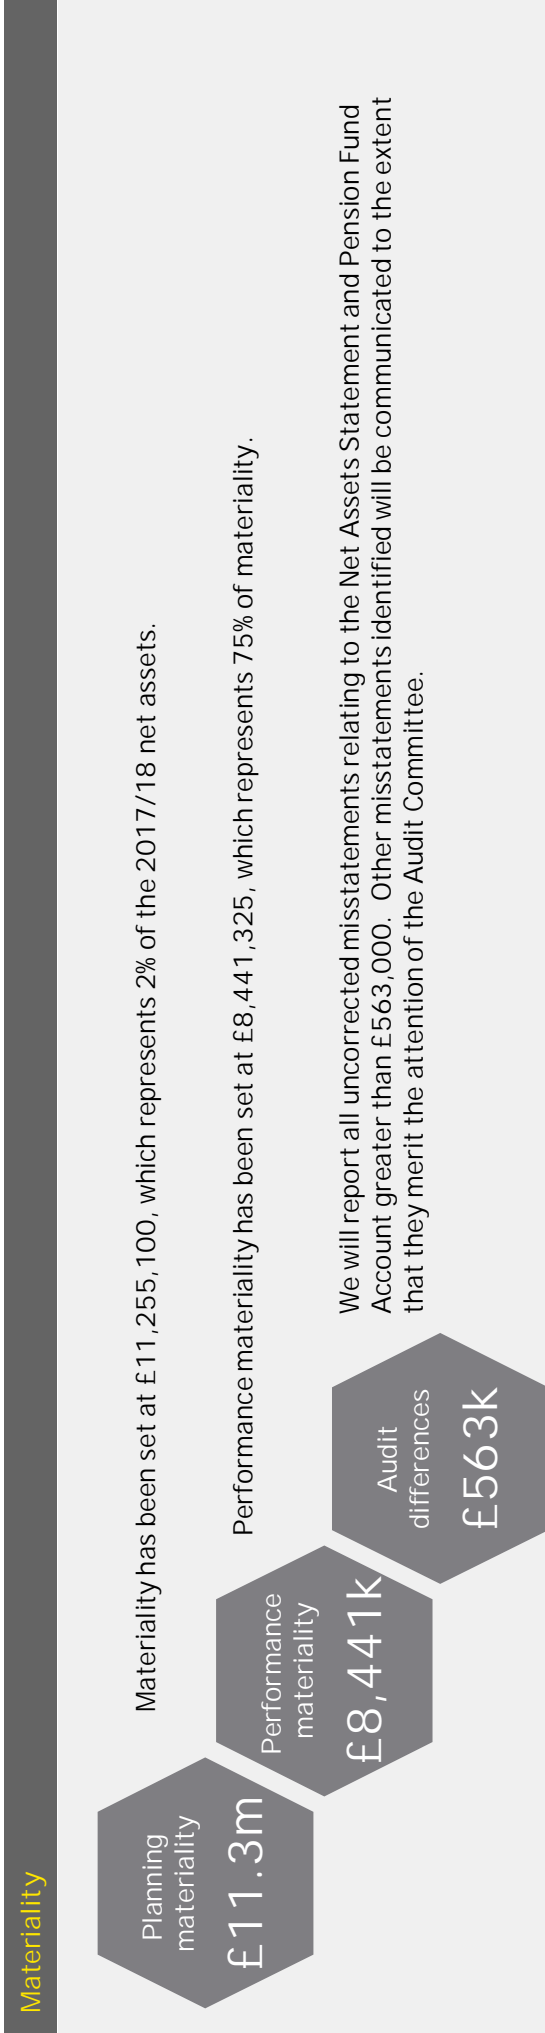 Materiality
Planning
materiality
£11.3m
Materiality has been set at £11,255,100, which represents 2% of the 2017/18 net assets.
Performance
materiality
£8,441k
Performance materiality has been set at £8,441,325, which represents 75% of materiality.
Audit
differences
£563k
We will report all uncorrected misstatements relating to the Net Assets Statement and Pension Fund
Account greater than £563,000.  Other misstatements identified will be communicated to the extent
that they merit the attention of the Audit Committee.